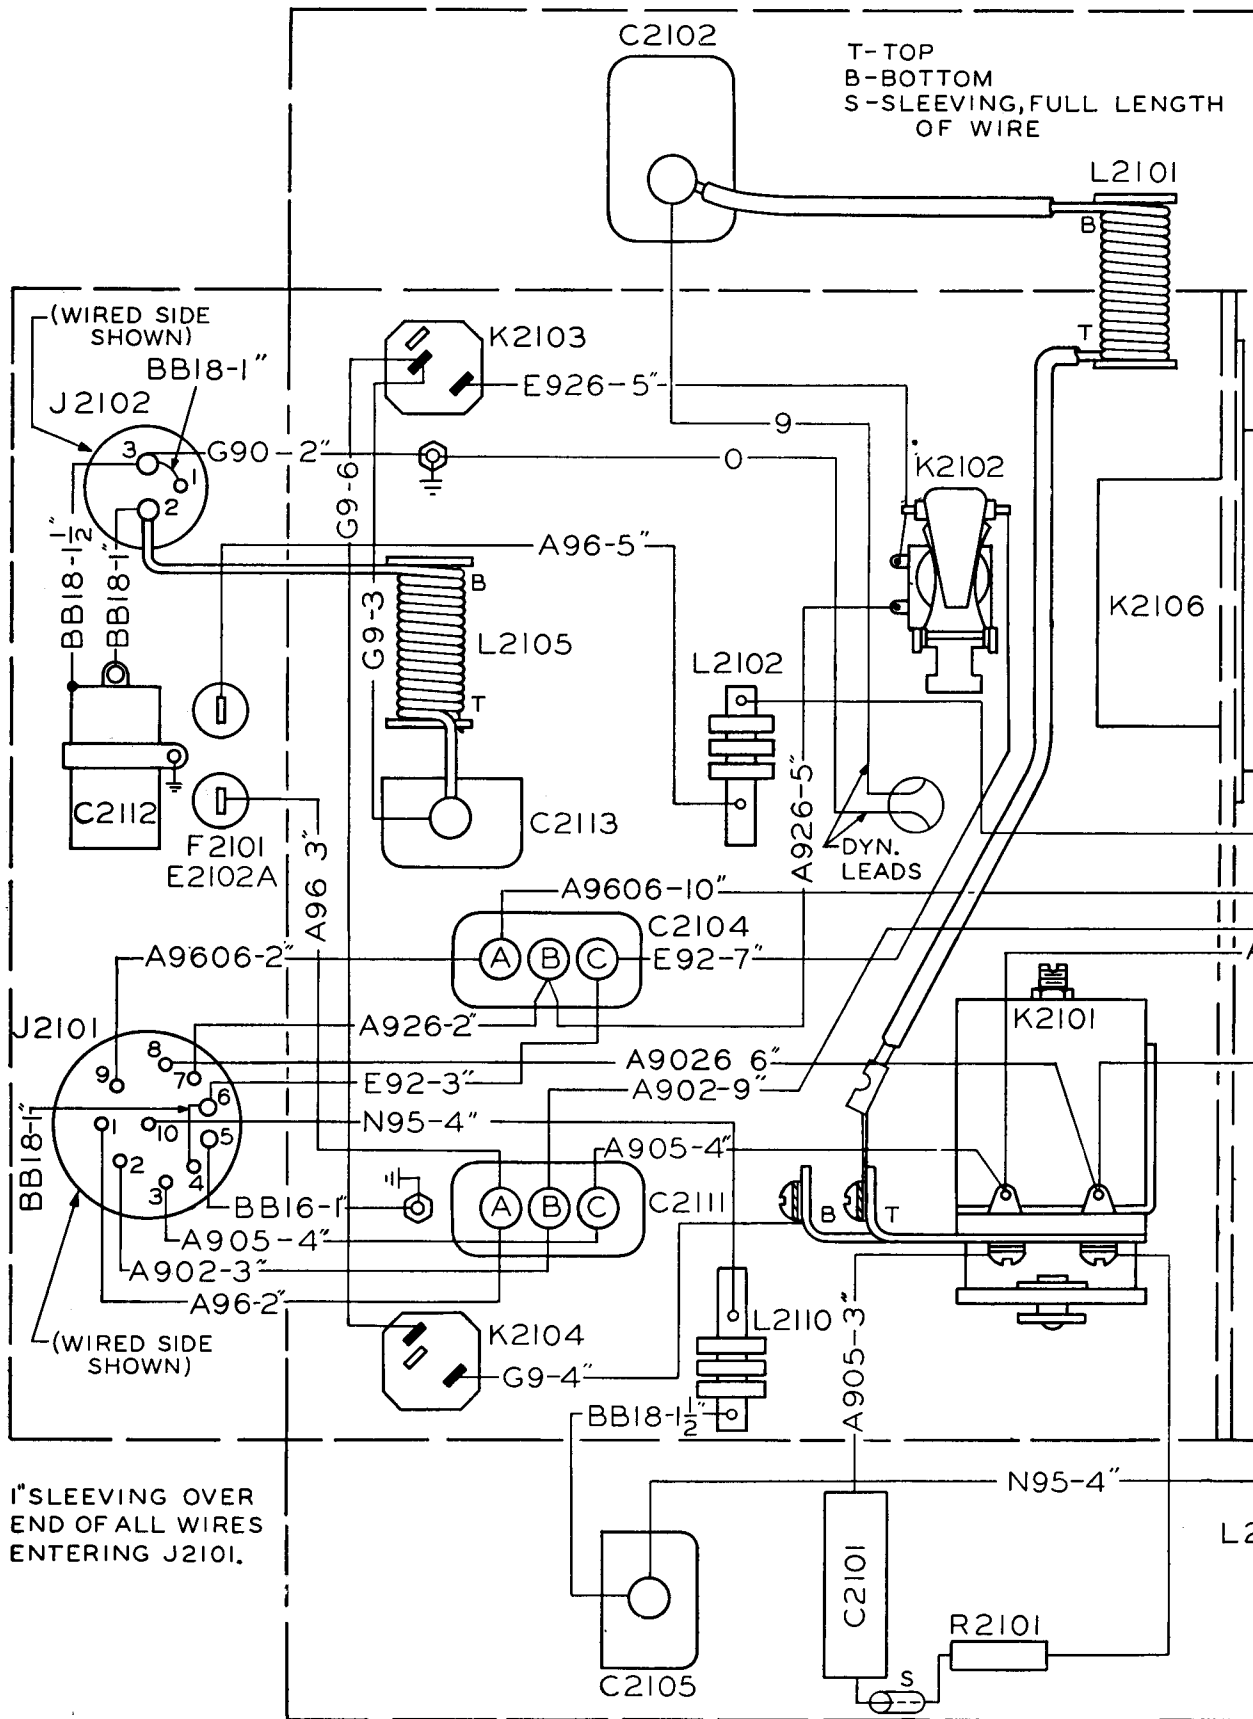 C2102
T-TOP
B-BOTTOM
S-SLEEVING, FULL LENGTH
OF WIRE
L2101
B
T
(WIRED SIDE
SHOWN)
BB18-1"
J2102
K2103
E926-5"
9
3
1
2
G90-2"
0
K2102
G9-6
BB18-1 1/2"
BB18-1"
A96-5"
B
G9-3
L2105
T
L2102
K2106
A926-5"
C2112
F2101
E2102A
C2113
DYN.
LEADS
A96 3"
A9606-10"
C2104
A9606-2"
A
B
C
E92-7"
A
J2101
A926-2"
K2101
8
9
7
A9026 6"
E92-3"
A902-9"
6
BB18-1"
1
10
5
N95-4"
A905-4"
2
4
3
BB16-1"
A
B
C
C2111
B
T
A905-4"
A902-3"
A96-2"
(WIRED SIDE
SHOWN)
K2104
L2110
A905-3"
G9-4"
BB18-1 1/2"
N95-4"
1" SLEEVING OVER
END OF ALL WIRES
ENTERING J2101.
L2
C2101
R2101
S
C2105